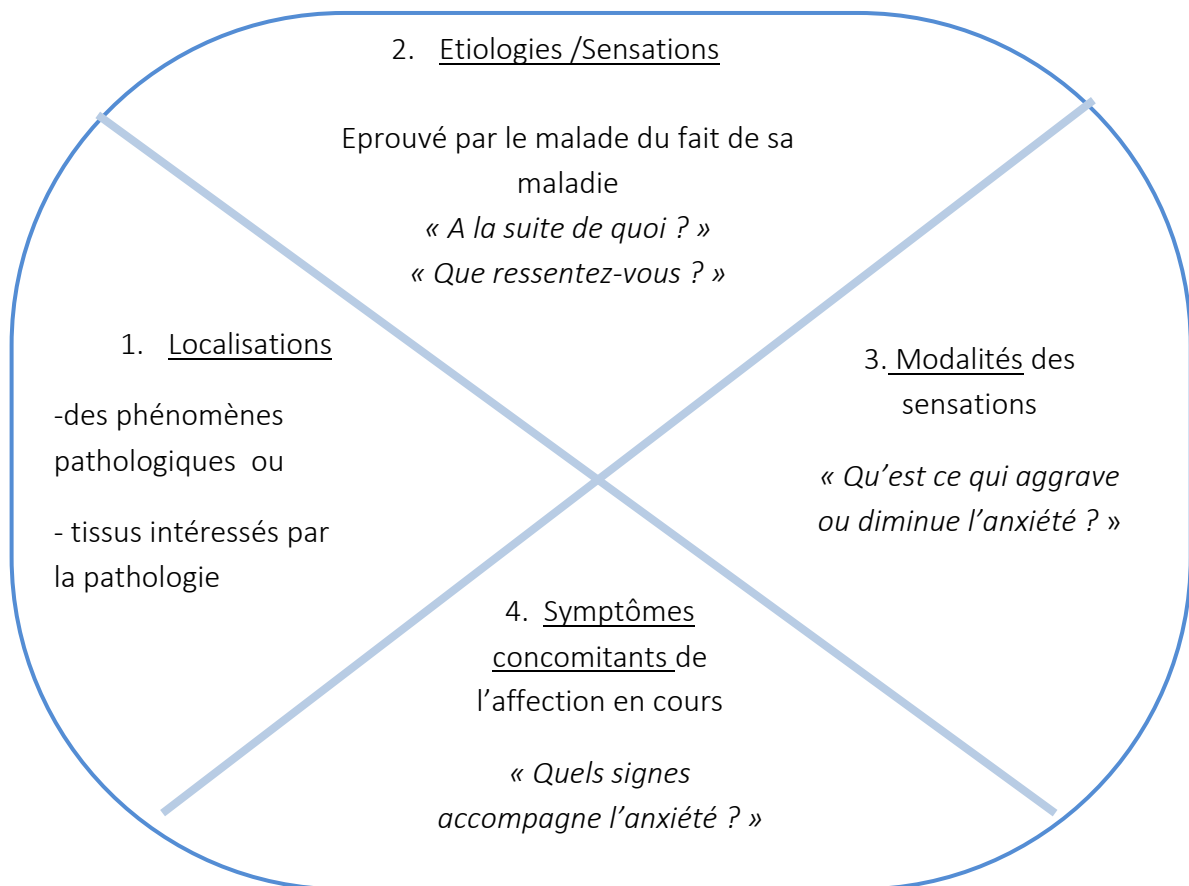 2. Etiologies /Sensations
Eprouvé par le malade du fait de sa
maladie
« A la suite de quoi ? »
« Que ressentez-vous ? »
1. Localisations
-des phénomènes
pathologiques ou
- tissus intéressés par
la pathologie
3. Modalités des
sensations
« Qu’est ce qui aggrave
ou diminue l’anxiété ? »
4. Symptômes
concomitants de
l’affection en cours
« Quels signes
accompagne l’anxiété ? »